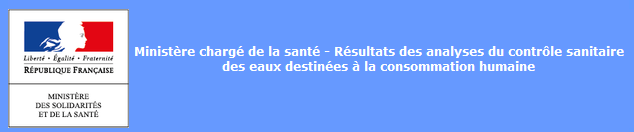 Liberté • Égalité • Fraternité
RÉPUBLIQUE FRANÇAISE
MINISTÈRE
DES SOLIDARITÉS
ET DE LA SANTÉ
Ministère chargé de la santé - Résultats des analyses du contrôle sanitaire
des eaux destinées à la consommation humaine